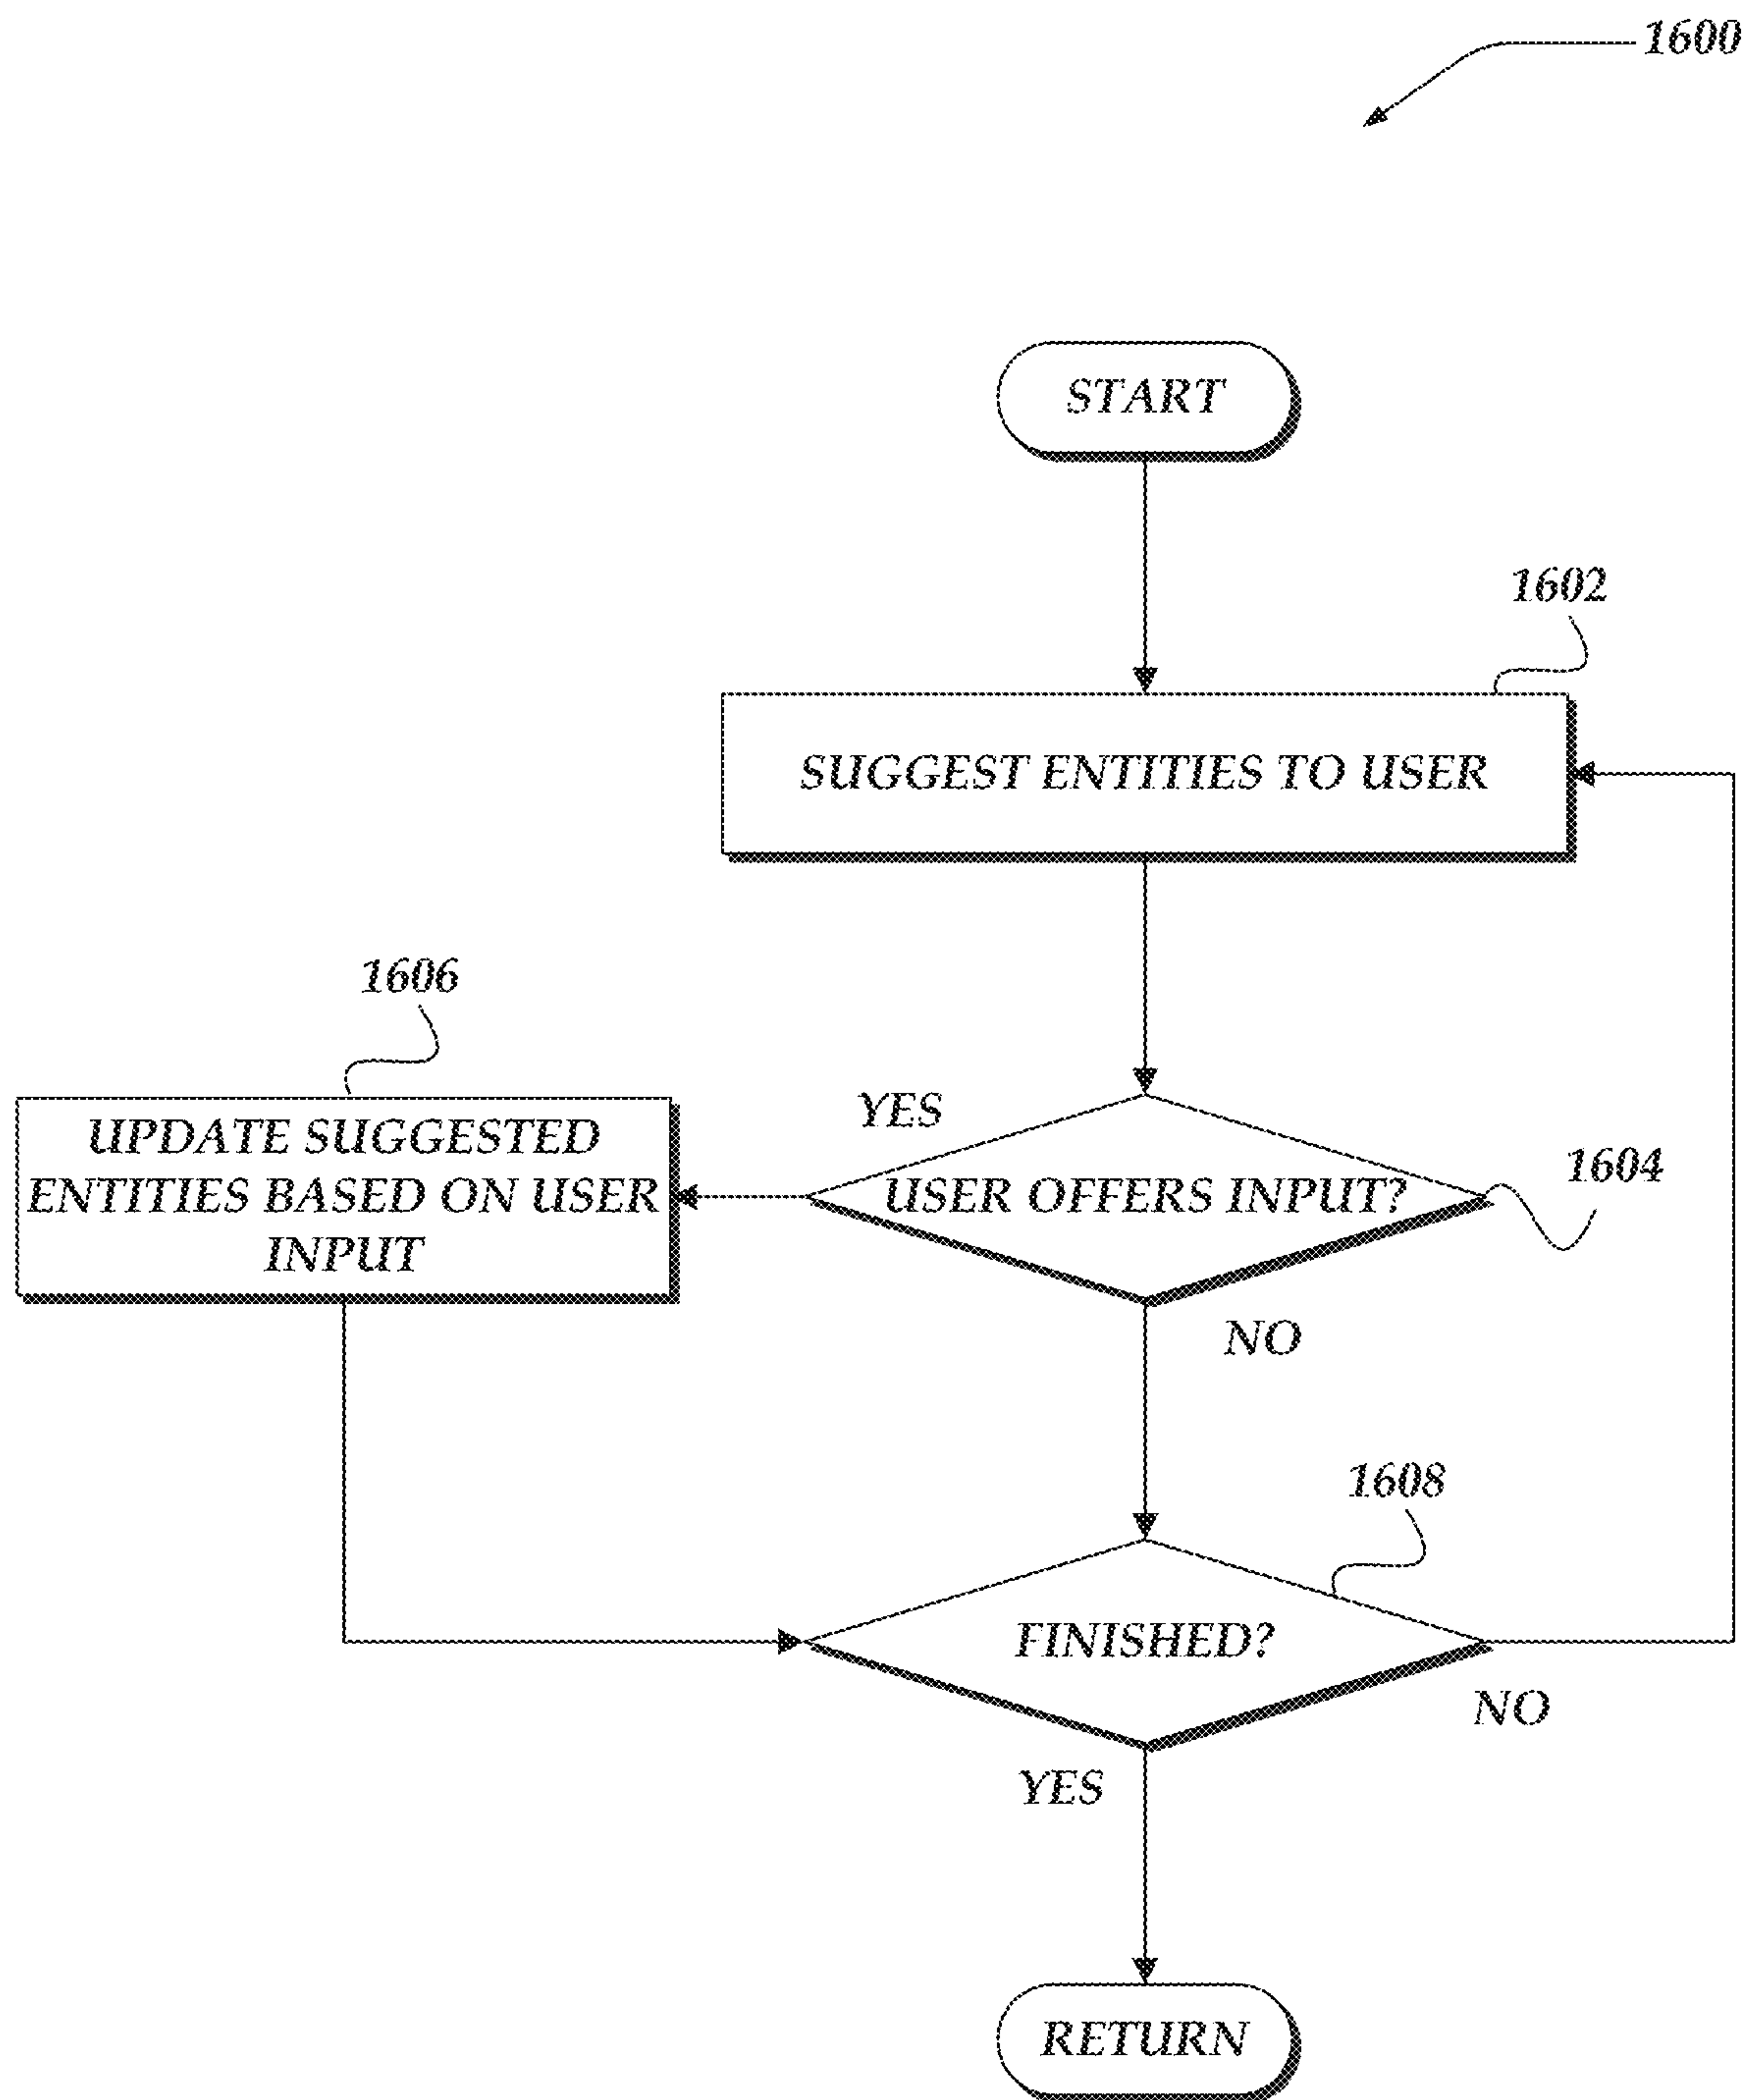 1600
START
1602
SUGGEST ENTITIES TO USER
1606
YES
UPDATE SUGGESTED
ENTITIES BASED ON USER
INPUT
USER OFFERS INPUT?
1604
NO
1608
FINISHED?
NO
YES
RETURN